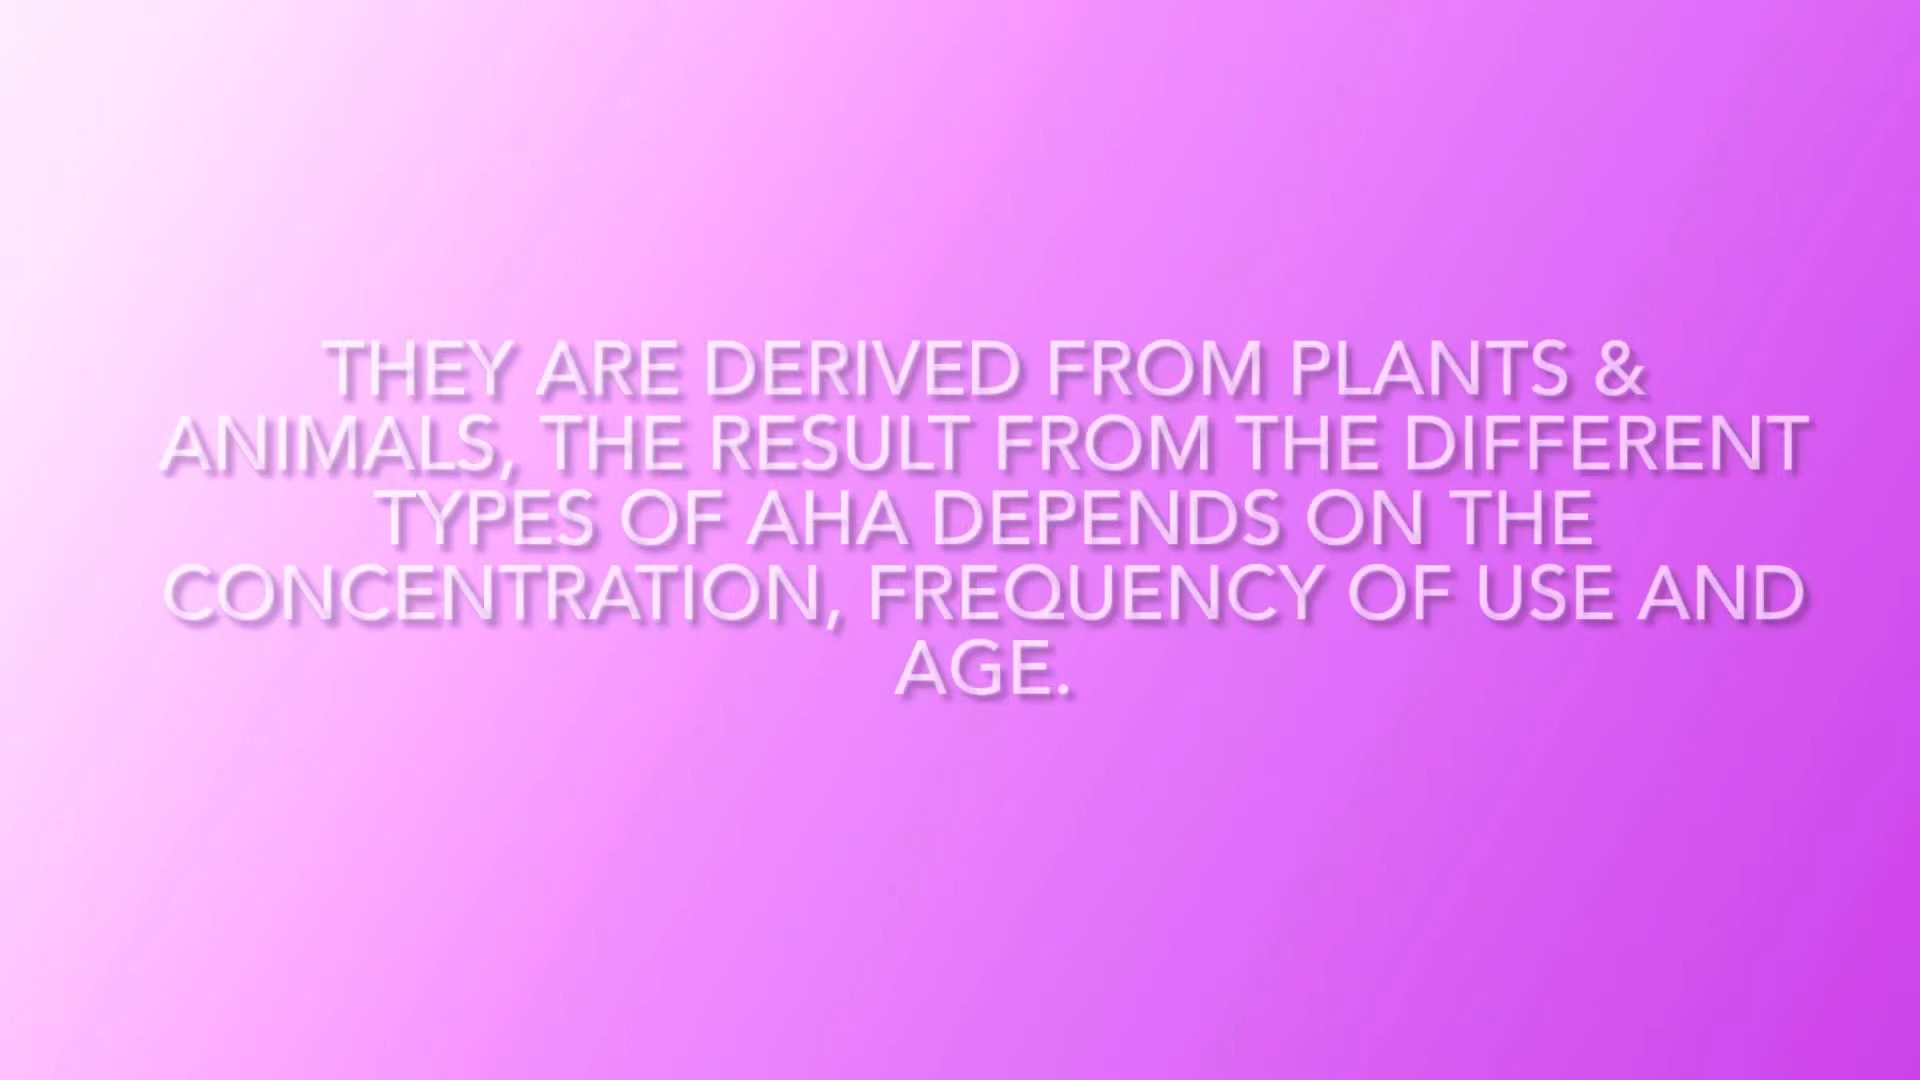 THEY ARE DERIVED FROM PLANTS &
ANIMALS, THE RESULT FROM THE DIFFERENT
TYPES OF AHA DEPENDS ON THE
CONCENTRATION, FREQUENCY OF USE AND
AGE.